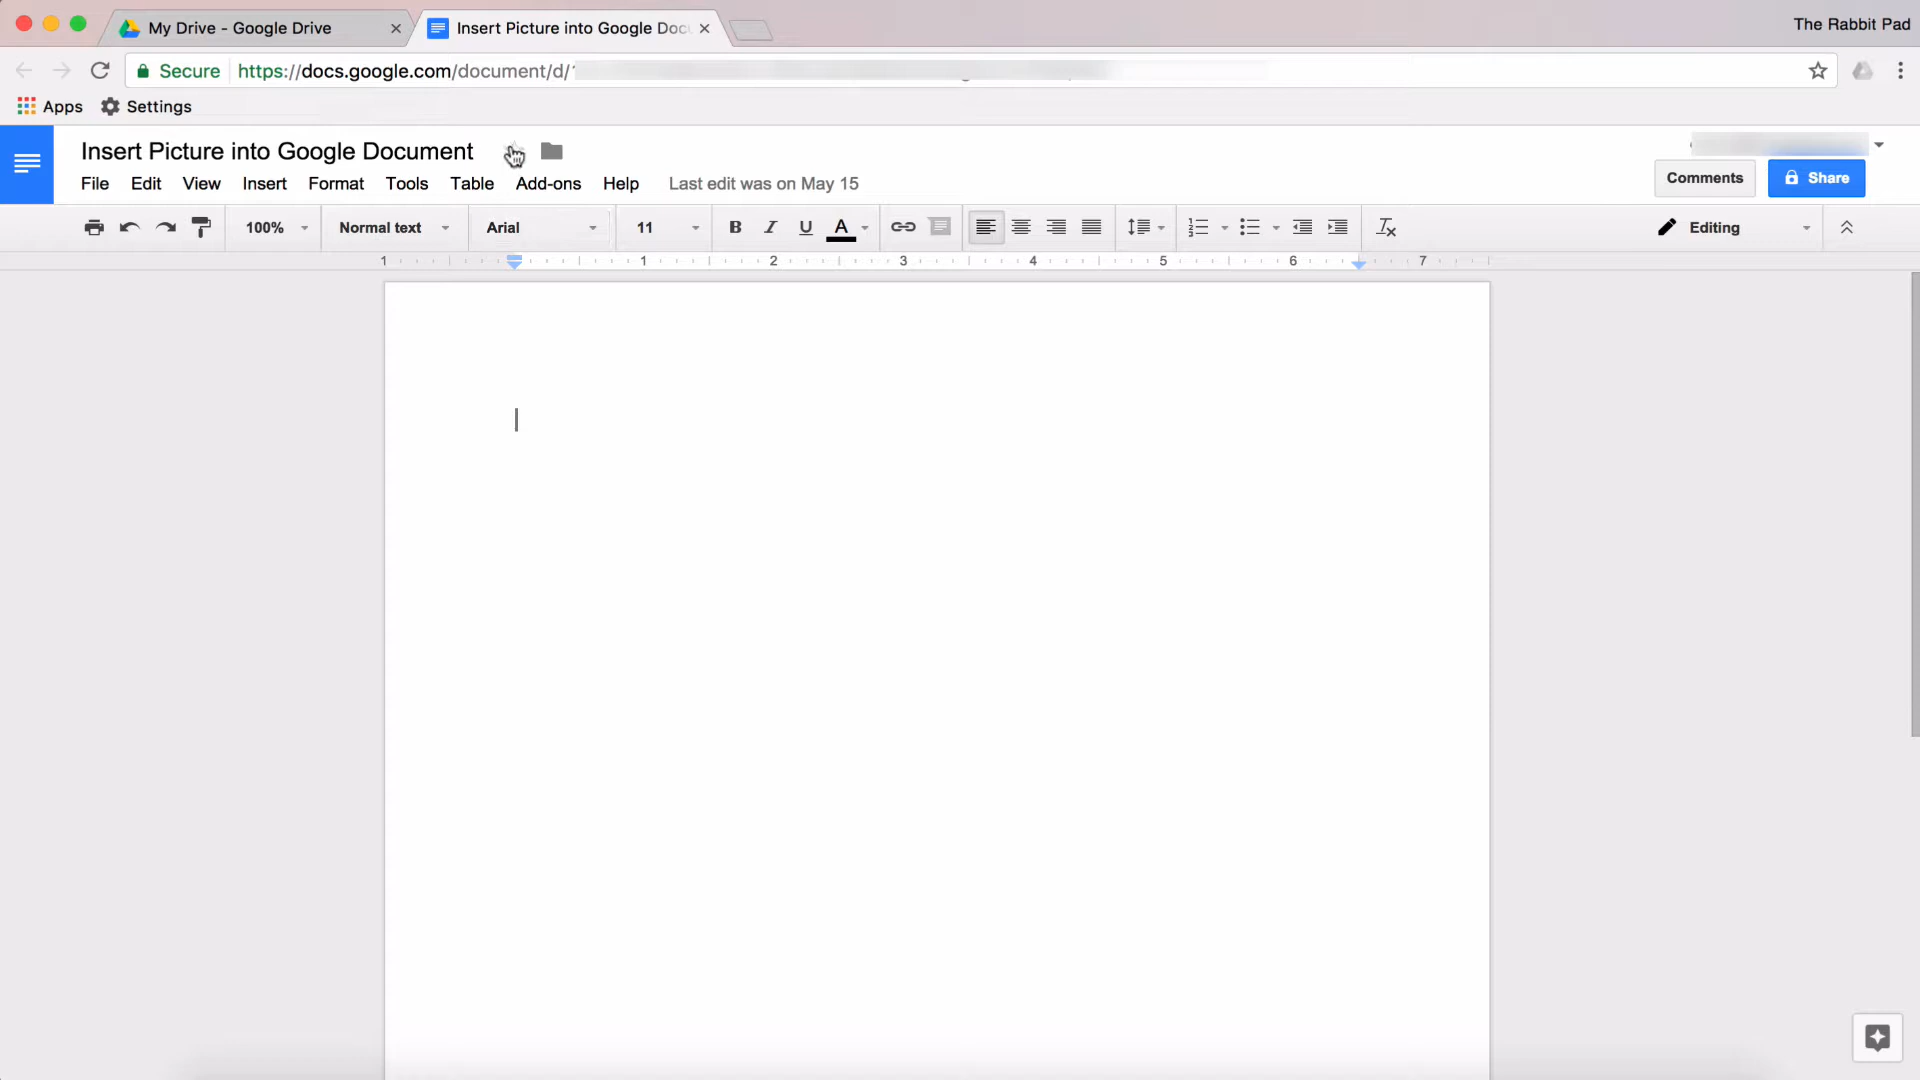 My Drive - Google Drive
Insert Picture into Google Doc
The Rabbit Pad
Secure https://docs.google.com/document/d/
Apps Settings
Insert Picture into Google Document
File Edit View Insert Format Tools Table Add-ons Help Last edit was on May 15
Comments Share
100% Normal text Arial 11 B I U A Editing
1 1 2 3 4 5 6 7